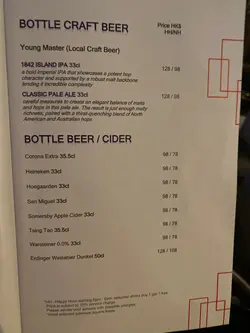 BOTTLE CRAFT BEER
Price HK$
HH/NH
Young Master (Local Craft Beer)
1842 ISLAND IPA 33cl
128 / 98
a bold Imperial IPA that showcases a potent hop
character and supported by a robust malt backbone,
lending it incredible complexity
CLASSIC PALE ALE 33cl
128 / 98
careful measures to create an elegance balance of malts
and hops in this pale ale. The result is just enough malty
richness, paired with a thirst-quenching blend of North
American and Australian hops.
BOTTLE BEER / CIDER
Corona Extra 35.5cl
98 / 78
Heineken 33cl
98 / 78
Hoegaarden 33cl
98 / 78
San Miguel 33cl
98 / 78
Somersby Apple Cider 33cl
98 / 78
Tsing Tao 35.5cl
98 / 78
Warsteiner 0.0% 33cl
98 / 78
Erdinger Weissbier Dunkel 50cl
128 / 108